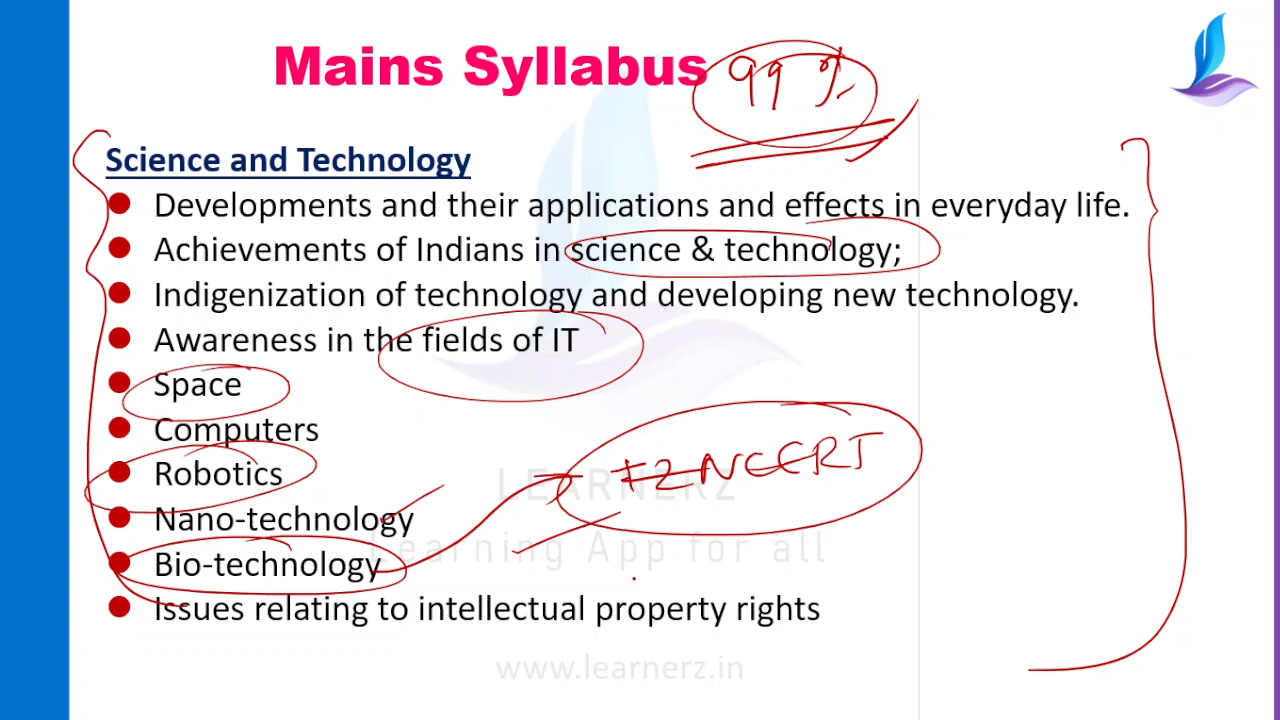 Mains Syllabus 99 %
Science and Technology
● Developments and their applications and effects in everyday life.
● Achievements of Indians in science & technology;
● Indigenization of technology and developing new technology.
● Awareness in the fields of IT
● Space
● Computers
● Robotics
● Nano-technology
● Bio-technology
● Issues relating to intellectual property rights
12 NCERT
LEARNERZ
Learning App for all
www.learnerz.in